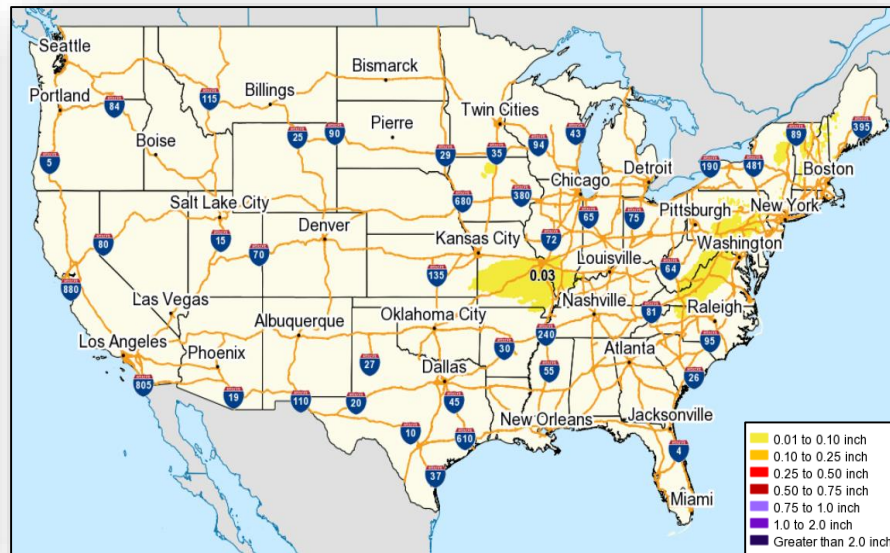 Seattle
Bismarck
Portland
84
115
Billings
Twin Cities
43
89
395
25
90
Pierre
94
Boise
5
29
35
190
481
Boston
Detroit
Chicago
Salt Lake City
680
380
New York
Pittsburgh
65
75
80
15
70
Denver
Kansas City
72
Washington
Louisville
64
880
135
0.03
Las Vegas
Nashville
81
Raleigh
Albuquerque
Oklahoma City
Los Angeles
240
95
Phoenix
30
Atlanta
27
Dallas
55
805
26
19
110
20
45
New Orleans
Jacksonville
10
610
4
37
Miami
0.01 to 0.10 inch
0.10 to 0.25 inch
0.25 to 0.50 inch
0.50 to 0.75 inch
0.75 to 1.0 inch
1.0 to 2.0 inch
Greater than 2.0 inch